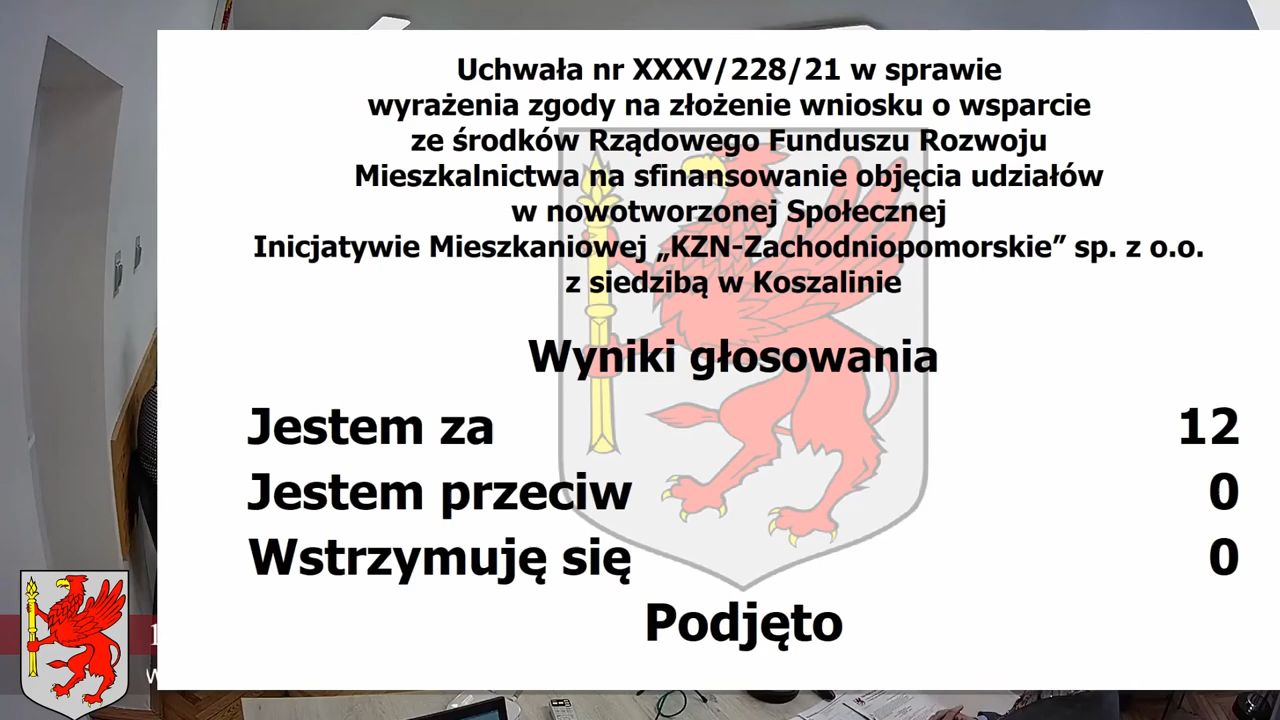 Uchwała nr XXXV/228/21 w sprawie
wyrażenia zgody na złożenie wniosku o wsparcie
ze środków Rządowego Funduszu Rozwoju
Mieszkalnictwa na sfinansowanie objęcia udziałów
w nowotworzonej Społecznej
Inicjatywie Mieszkaniowej „KZN-Zachodniopomorskie” sp. z o.o.
z siedzibą w Koszalinie
Wyniki głosowania
Jestem za 12
Jestem przeciw 0
Wstrzymuję się 0
Podjęto